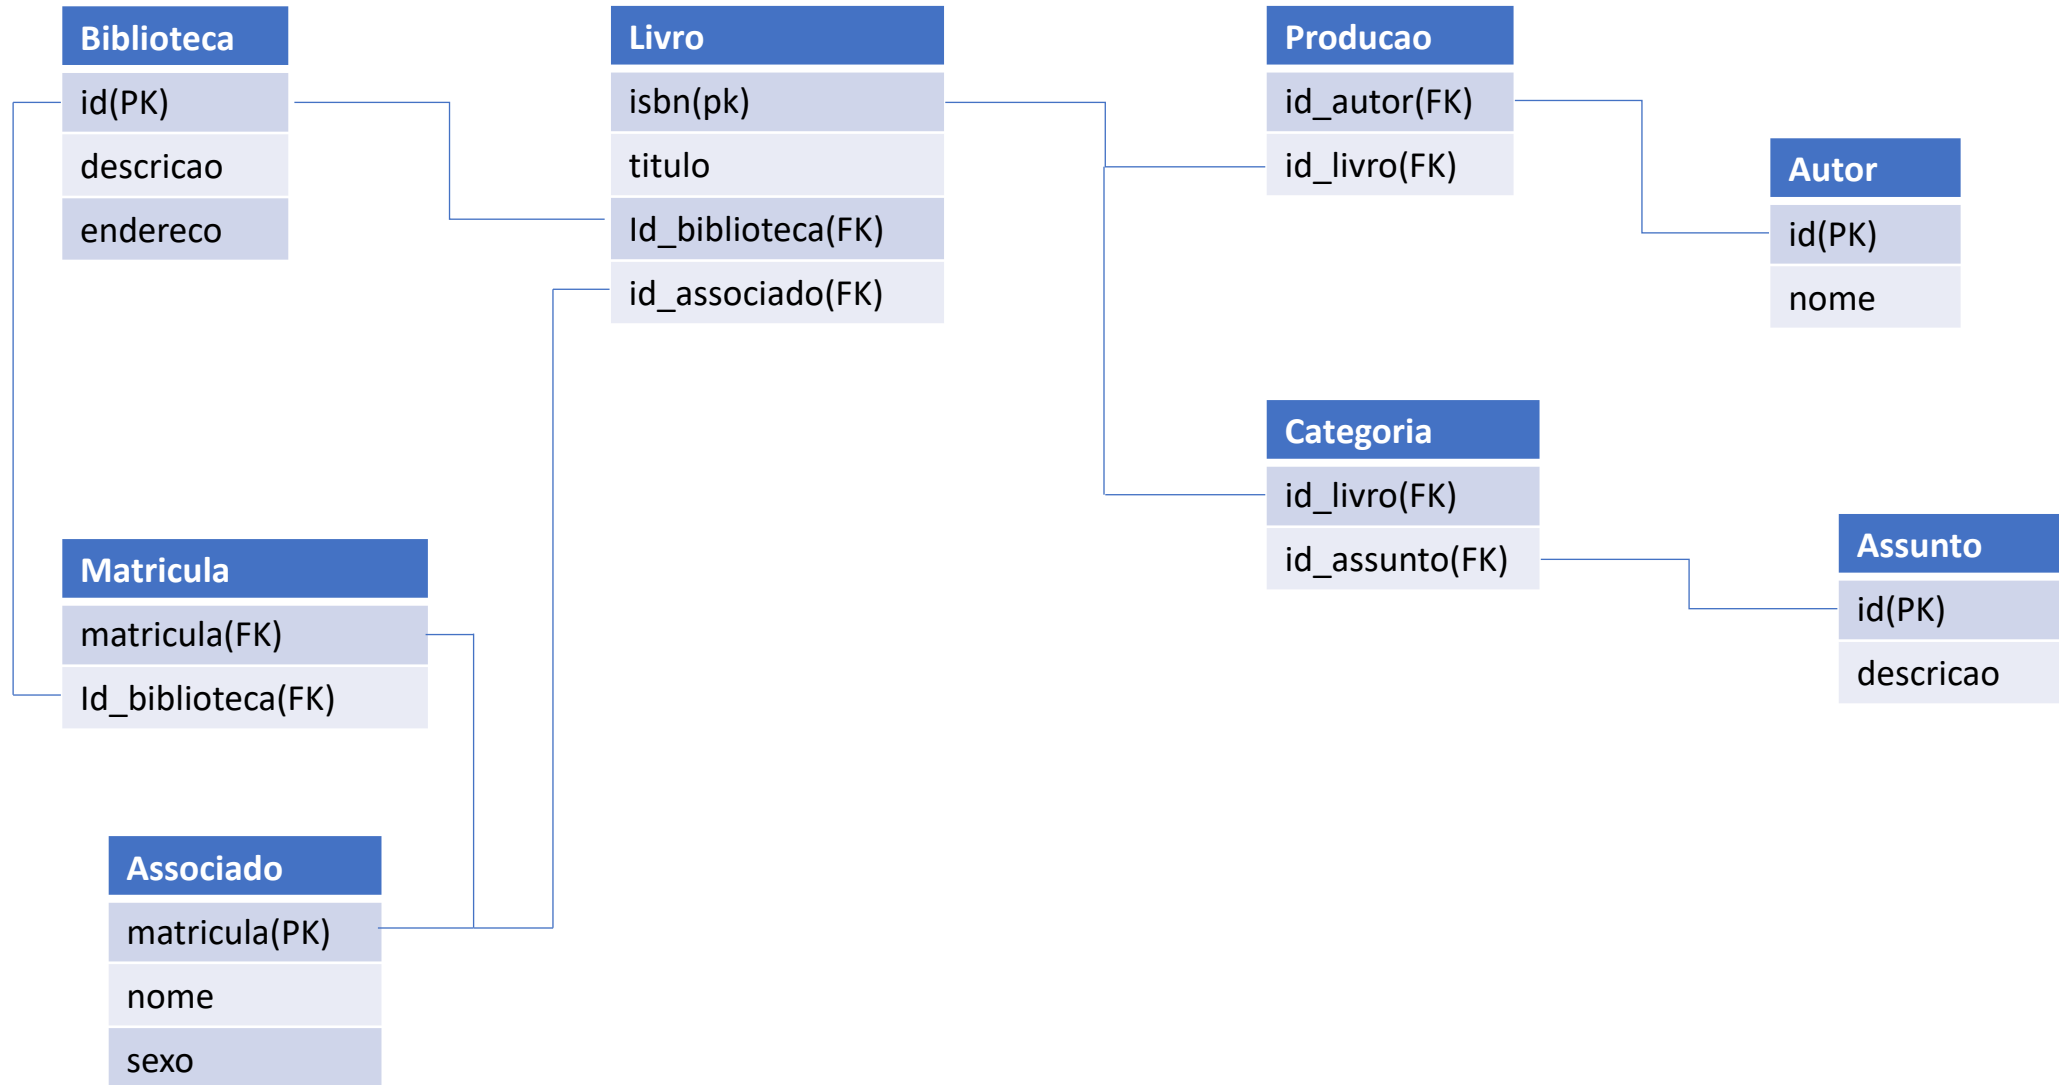 Biblioteca
id(PK)
descricao
endereco
Livro
isbn(pk)
titulo
Id_biblioteca(FK)
id_associado(FK)
Producao
id_autor(FK)
id_livro(FK)
Autor
id(PK)
nome
Categoria
id_livro(FK)
id_assunto(FK)
Assunto
id(PK)
descricao
Matricula
matricula(FK)
Id_biblioteca(FK)
Associado
matricula(PK)
nome
sexo